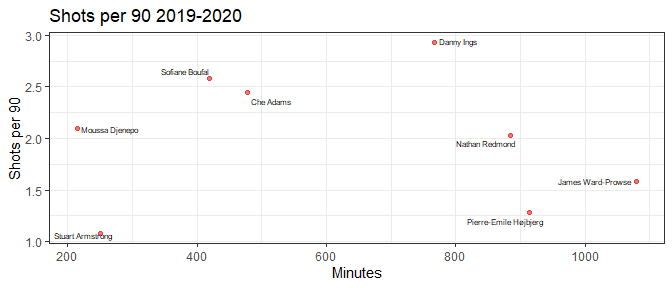 Shots per 90 2019-2020
Shots per 90
3.0
2.5
2.0
1.5
1.0
Danny Ings
Sofiane Boufal
Che Adams
Moussa Djenepo
Nathan Redmond
James Ward-Prowse
Pierre-Emile Højbjerg
Stuart Armstrong
200
400
600
800
1000
Minutes